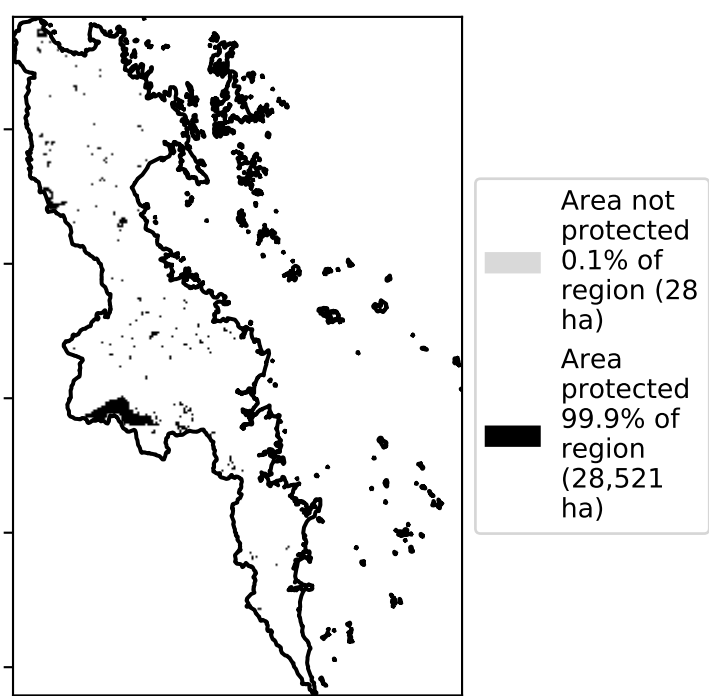 Area not
protected
0.1% of
region (28
ha)
Area
protected
99.9% of
region
(28,521
ha)